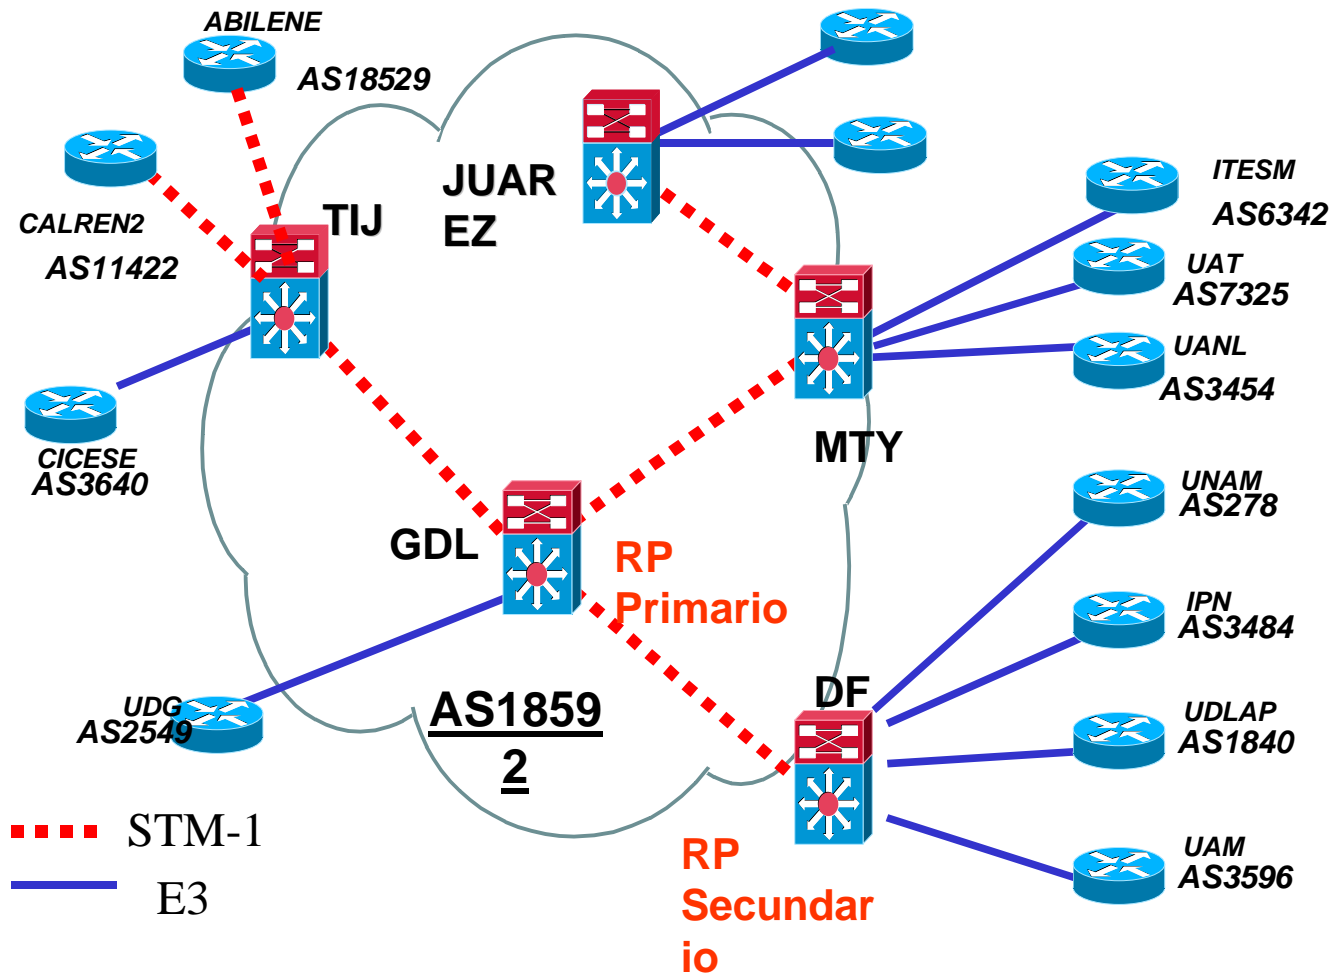 ABILENE
AS18529
CALREN2
AS11422
TIJ
JUAR
EZ
ITESM
AS6342
UAT
AS7325
UANL
AS3454
MTY
CICESE
AS3640
GDL
RP
Primario
UNAM
AS278
IPN
AS3484
UDG
AS2549
AS1859
2
DF
UDLAP
AS1840
UAM
AS3596
RP
Secundar
io
STM-1
E3